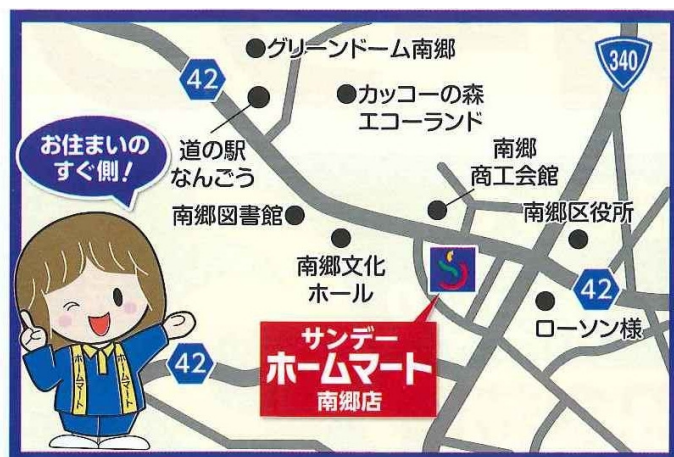 グリーンドーム南郷
42
340
カッコーの森
エコーランド
お住まいの
すぐ側!
道の駅
なんごう
南郷
商工会館
南郷図書館
南郷区役所
南郷文化
ホール
42
ローソン様
サンデー
ホームマート
南郷店
42
ホームマート
ホームマート